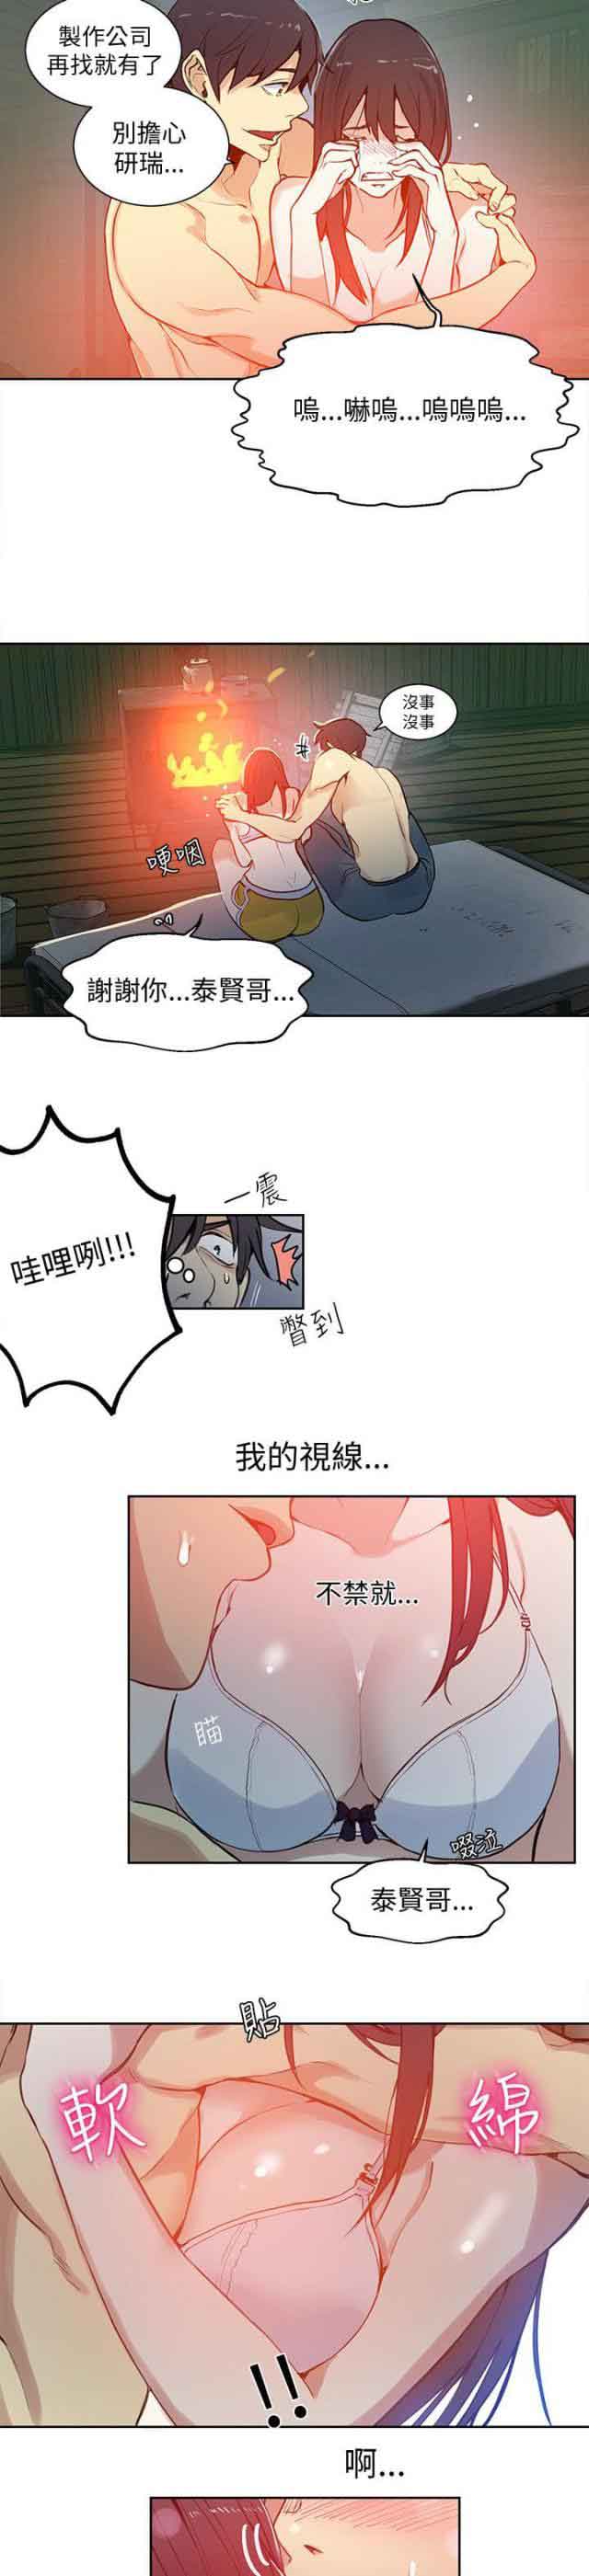 製作公司
再找就有了
別擔心
研瑞...
嗚...嚇嗚...嗚嗚嗚...
沒事
沒事
哽咽
謝謝你...泰賢哥...
一震
哇哩咧!!!
瞥到
我的視線...
不禁就...
瞄
啜泣
泰賢哥...
貼
軟
綿
!!
啊...